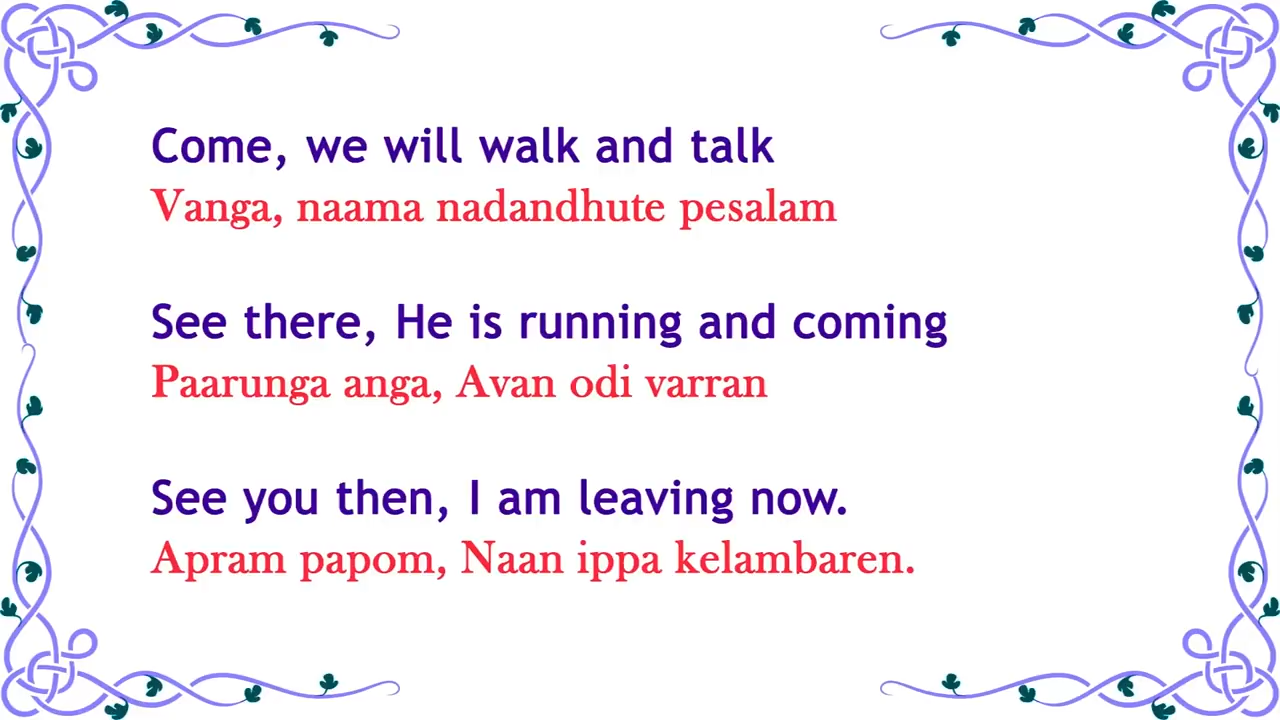 Come, we will walk and talk
Vanga, naama nadandhute pesalam
See there, He is running and coming
Paarunga anga, Avan odi varran
See you then, I am leaving now.
Apram papom, Naan ippa kelambaren.